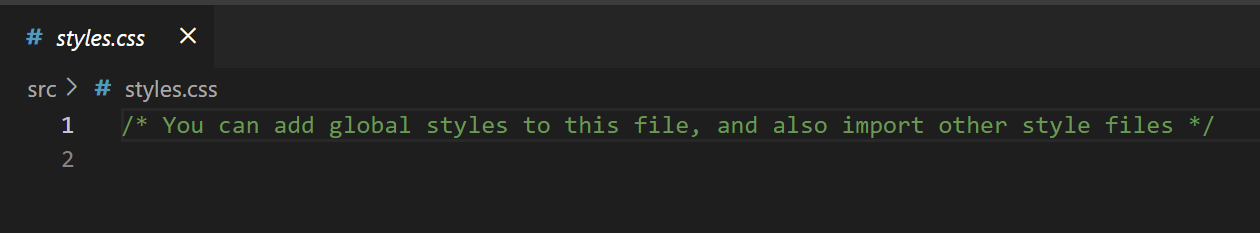 # styles.css ×
src > # styles.css
1 /* You can add global styles to this file, and also import other style files */
2